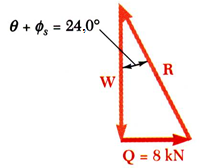 θ + ϕₛ = 24.0°
W
R
Q = 8 kN